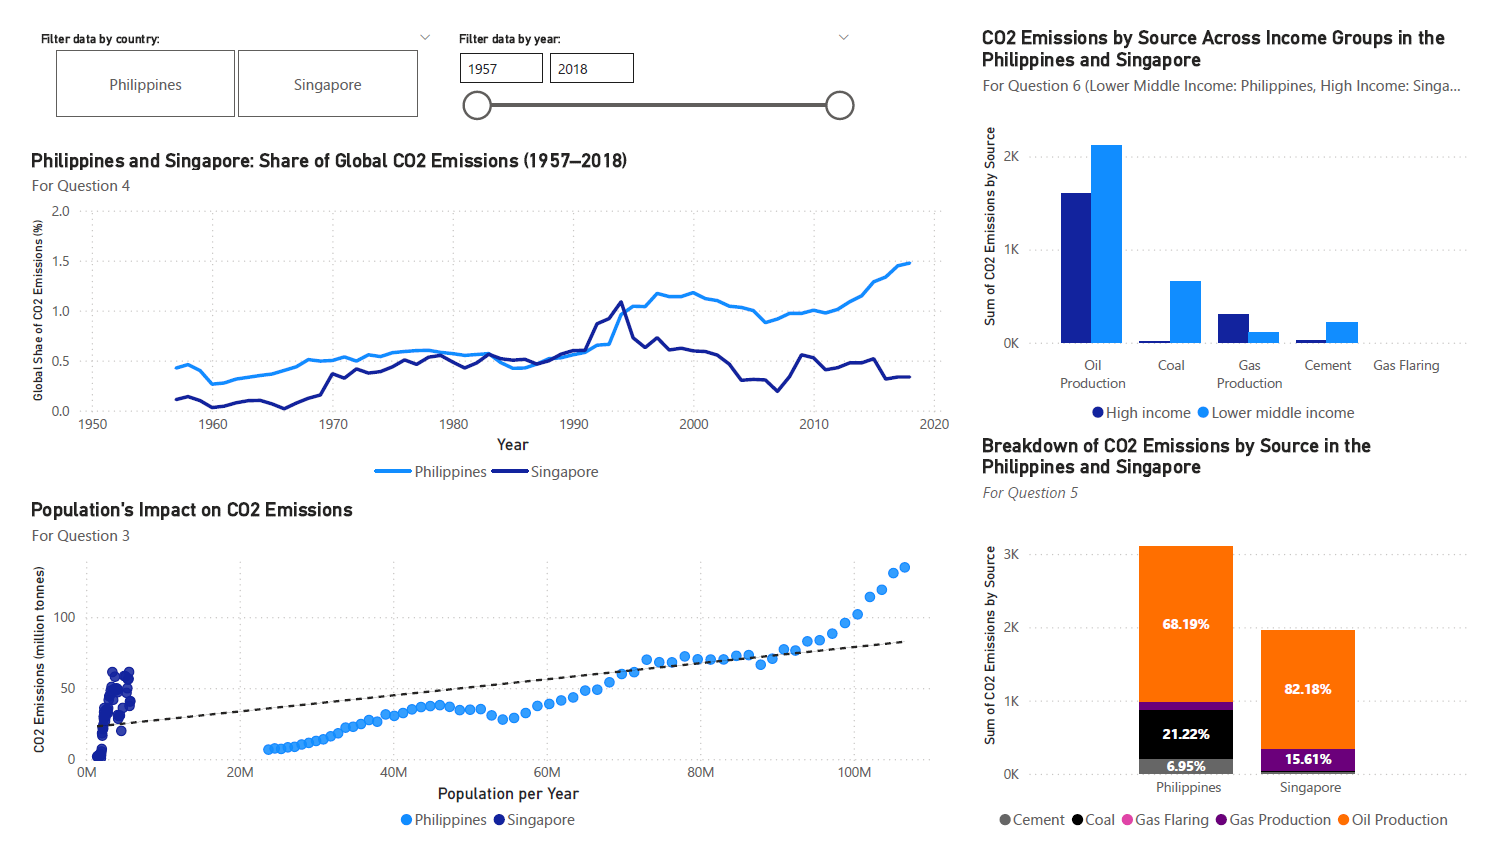 Filter data by country:
Philippines
Singapore
Filter data by year:
1957
2018
Philippines and Singapore: Share of Global CO2 Emissions (1957–2018)
For Question 4
Global Shae of CO2 Emissions (%)
2.0
1.5
1.0
0.5
0.0
1950
1960
1970
1980
1990
2000
2010
2020
Year
Philippines
Singapore
Population's Impact on CO2 Emissions
For Question 3
CO2 Emissions (million tonnes)
100
50
0
0M
20M
40M
60M
80M
100M
Population per Year
Philippines
Singapore
CO2 Emissions by Source Across Income Groups in the
Philippines and Singapore
For Question 6 (Lower Middle Income: Philippines, High Income: Singa...
Sum of CO2 Emissions by Source
2K
1K
0K
Oil
Production
Coal
Gas
Production
Cement
Gas Flaring
High income
Lower middle income
Breakdown of CO2 Emissions by Source in the
Philippines and Singapore
For Question 5
Sum of CO2 Emissions by Source
3K
2K
1K
0K
68.19%
21.22%
6.95%
82.18%
15.61%
Philippines
Singapore
Cement
Coal
Gas Flaring
Gas Production
Oil Production